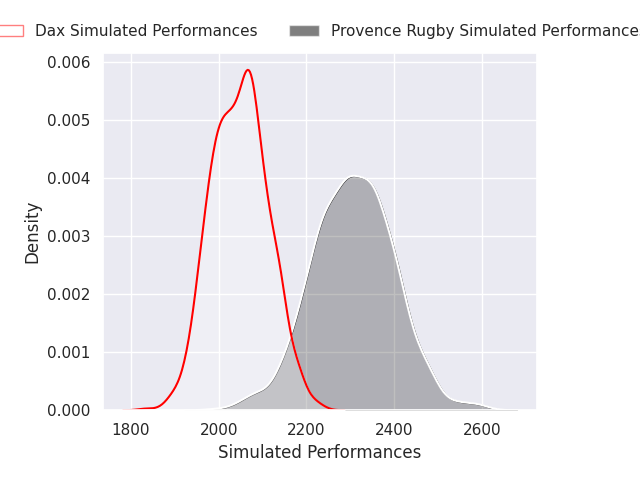 Dax Simulated Performances
Provence Rugby Simulated Performance
0.006
0.005
0.004
0.003
0.002
0.001
0.000
Density
1800 2000 2200 2400 2600
Simulated Performances